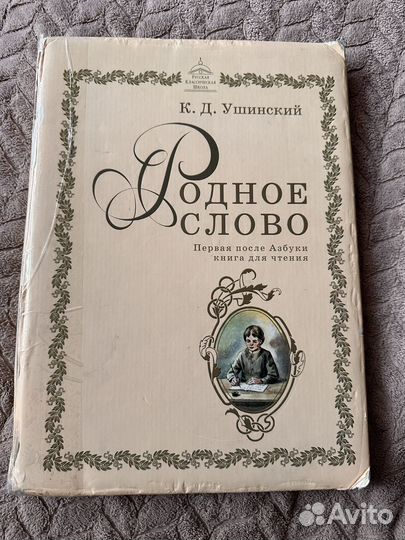 Русская
Классическая
Школа
К. Д. Ушинский
Родное
слово
Первая после Азбуки
книга для чтения
Avito